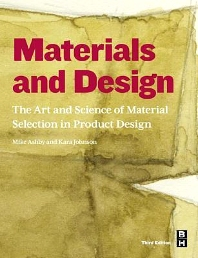 Materials
and Design
The Art and Science of Material
Selection in Product Design
Mike Ashby and Kara Johnson
Third Edition
B
H